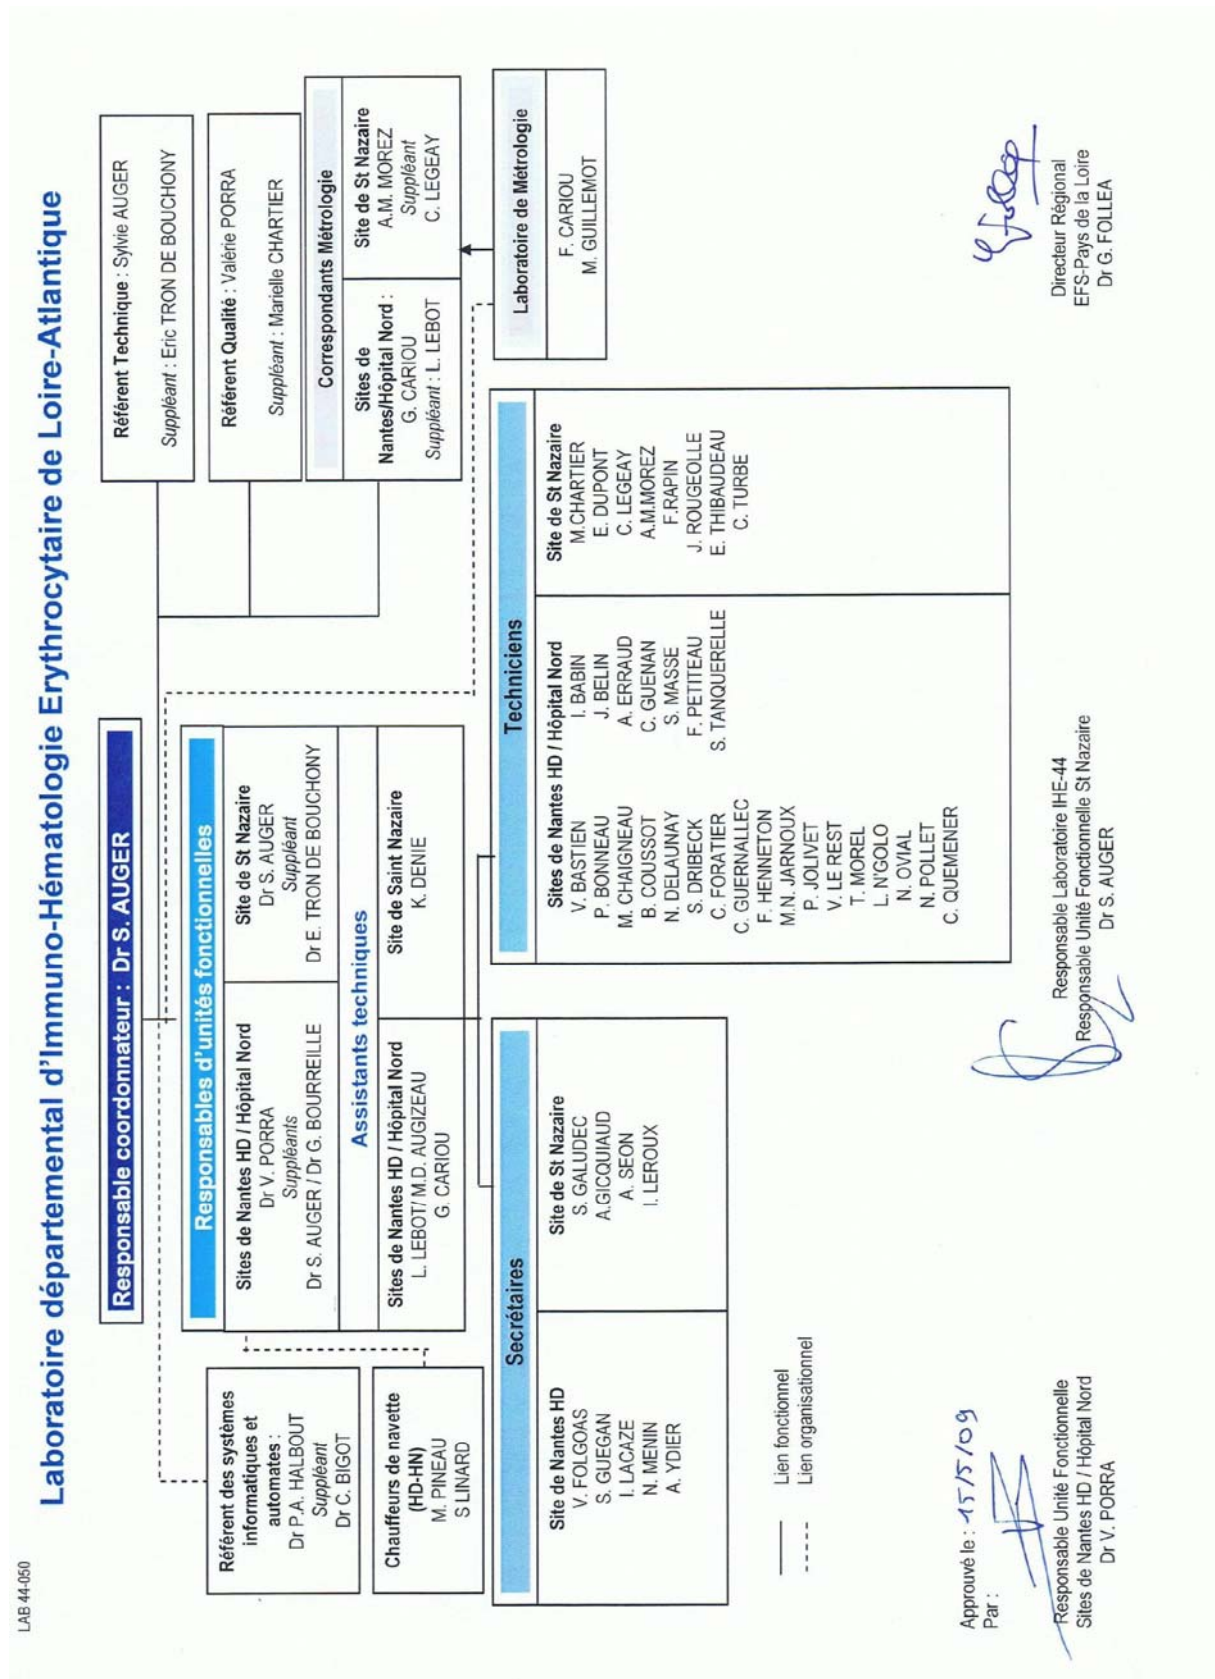 LAB 44-050
Laboratoire départemental d'Immuno-Hématologie Erythrocytaire de Loire-Atlantique
Responsable coordonnateur : Dr S. AUGER
Référent Technique : Sylvie AUGER
Suppléant : Eric TRON DE BOUCHONY
Référent Qualité : Valérie PORRA
Suppléant : Marielle CHARTIER
Correspondants Métrologie
Sites de
Nantes/Hôpital Nord :
G. CARIOU
Suppléant : L. LEBOT
Site de St Nazaire
A.M. MOREZ
Suppléant
C. LEGEAY
Laboratoire de Métrologie
F. CARIOU
M. GUILLEMOT
Référent des systèmes
informatiques et
automates :
Dr P.A. HALBOUT
Suppléant
Dr C. BIGOT
Chauffeurs de navette
(HD-HN)
M. PINEAU
S LINARD
Responsables d'unités fonctionnelles
Sites de Nantes HD / Hôpital Nord
Dr V. PORRA
Suppléants
Dr S. AUGER / Dr G. BOURREILLE
Site de St Nazaire
Dr S. AUGER
Suppléant
Dr E. TRON DE BOUCHONY
Assistants techniques
Sites de Nantes HD / Hôpital Nord
L. LEBOT/ M.D. AUGIZEAU
G. CARIOU
Site de Saint Nazaire
K. DENIE
Secrétaires
Site de Nantes HD
V. FOLGOAS
S. GUEGAN
I. LACAZE
N. MENIN
A. YDIER
Site de St Nazaire
S. GALUDEC
A.GICQUIAUD
A. SEON
I. LEROUX
Techniciens
Sites de Nantes HD / Hôpital Nord
V. BASTIEN
P. BONNEAU
M. CHAIGNEAU
B. COUSSOT
N. DELAUNAY
S. DRIBECK
C. FORATIER
C. GUERNALLEC
F. HENNETON
M.N. JARNOUX
P. JOLIVET
V. LE REST
T. MOREL
L. N'GOLO
N. OVIAL
N. POLLET
C. QUEMENER
I. BABIN
J. BELIN
A. ERRAUD
C. GUENAN
S. MASSE
F. PETITEAU
S. TANQUERELLE
Site de St Nazaire
M.CHARTIER
E. DUPONT
C. LEGEAY
A.M.MOREZ
F.RAPIN
J. ROUGEOLLE
E. THIBAUDEAU
C. TURBE
Lien fonctionnel
Lien organisationnel
Approuvé le : 15/5/09
Par :
Responsable Unité Fonctionnelle
Sites de Nantes HD / Hôpital Nord
Dr V. PORRA
Responsable Laboratoire IHE-44
Responsable Unité Fonctionnelle St Nazaire
Dr S. AUGER
Directeur Régional
EFS-Pays de la Loire
Dr G. FOLLEA